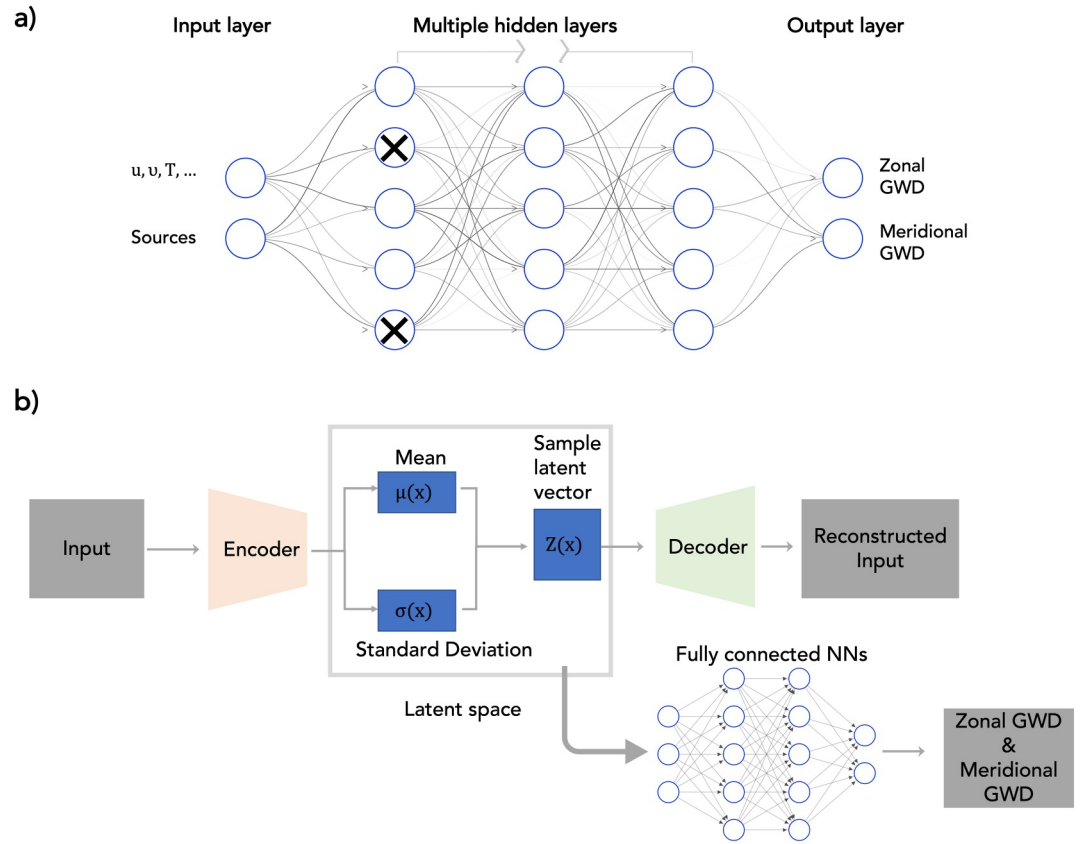 a)
Input layer
Multiple hidden layers
Output layer
u, υ, T, ...
Sources
Zonal
GWD
Meridional
GWD
b)
Input
Encoder
Mean
μ(x)
σ(x)
Standard Deviation
Sample
latent
vector
Z(x)
Decoder
Reconstructed
Input
Latent space
Fully connected NNs
Zonal GWD
&
Meridional
GWD